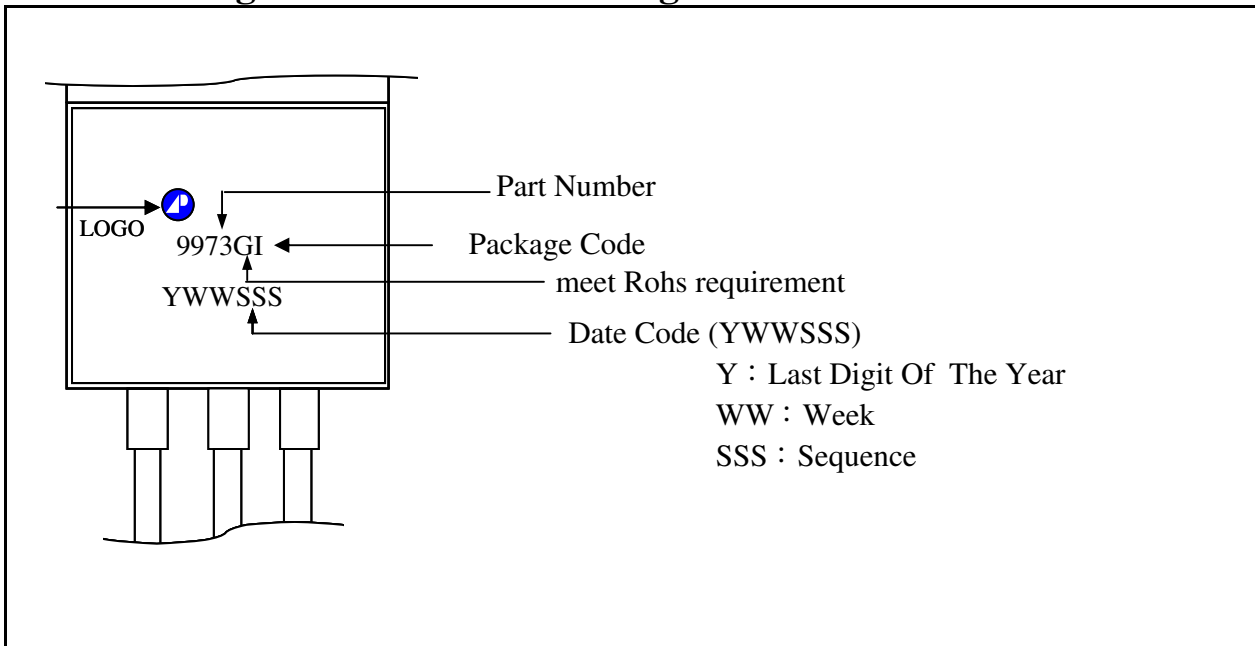 Part Number
LOGO
9973GI
Package Code
meet Rohs requirement
YWWSSS
Date Code (YWWSSS)
Y：Last Digit Of The Year
WW：Week
SSS：Sequence